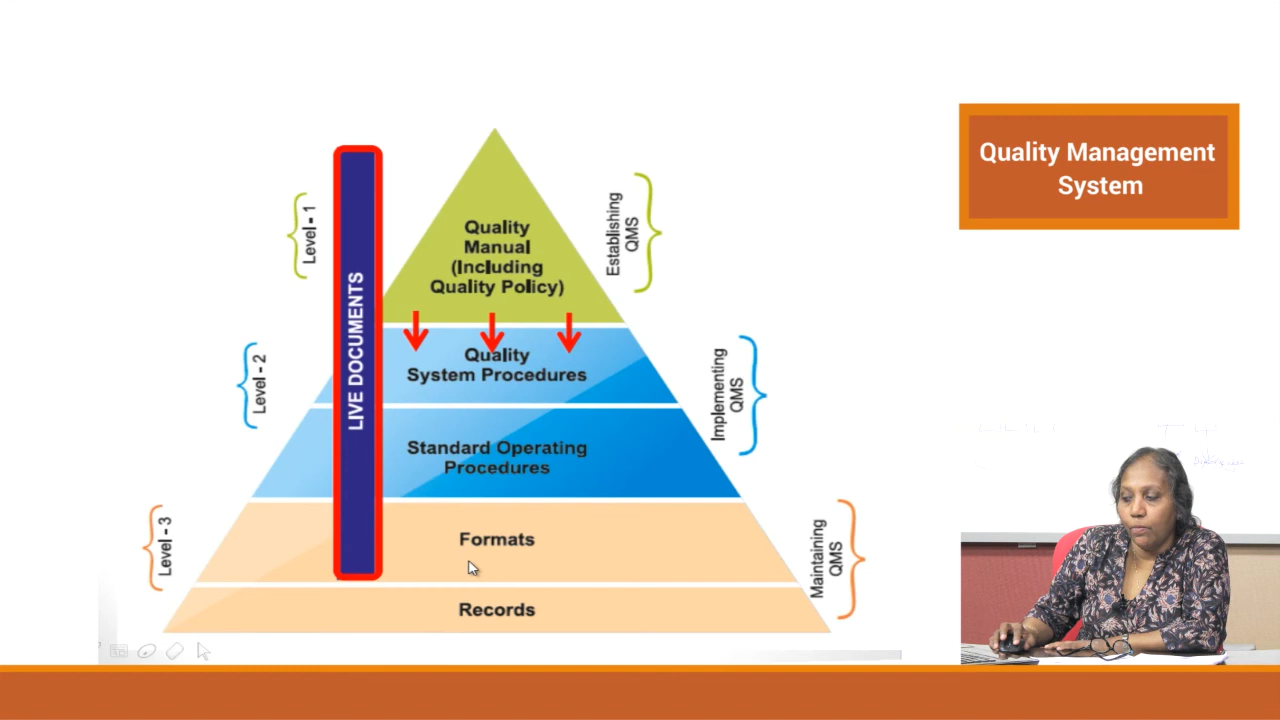 Quality Management
System
Level - 1
LIVE DOCUMENTS
Quality
Manual
(Including
Quality Policy)
Establishing
QMS
Level - 2
Quality
System Procedures
Implementing
QMS
Standard Operating
Procedures
Level - 3
Formats
Maintaining
QMS
Records